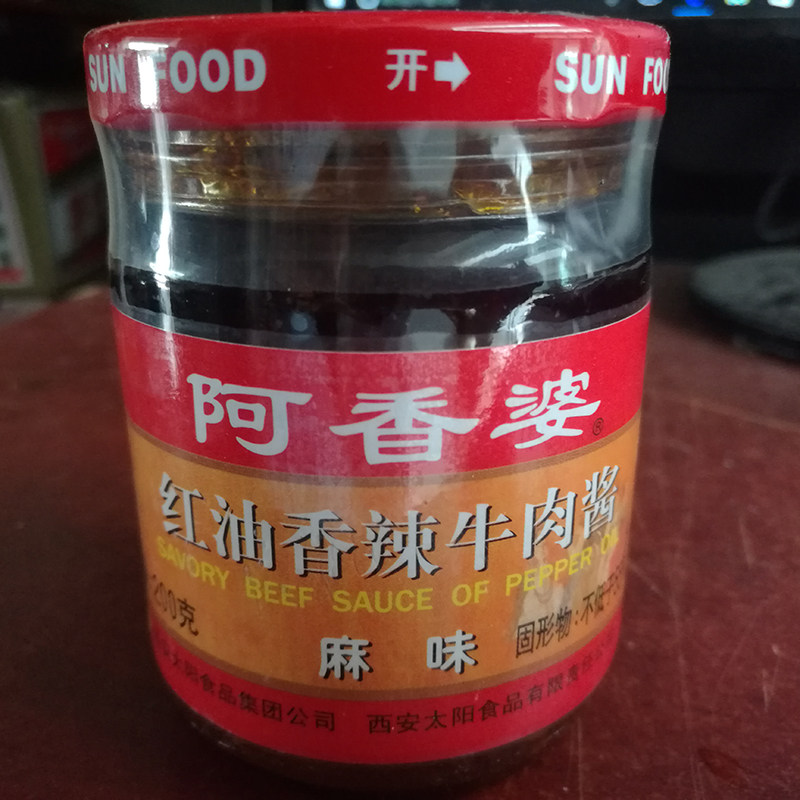 SUN FOOD 开 SUN FOO
阿香婆®
红油香辣牛肉酱
SAVORY BEEF SAUCE OF PEPPER OIL
200克 麻味 固形物:不低于
太阳食品集团公司 西安太阳食品有限责任公